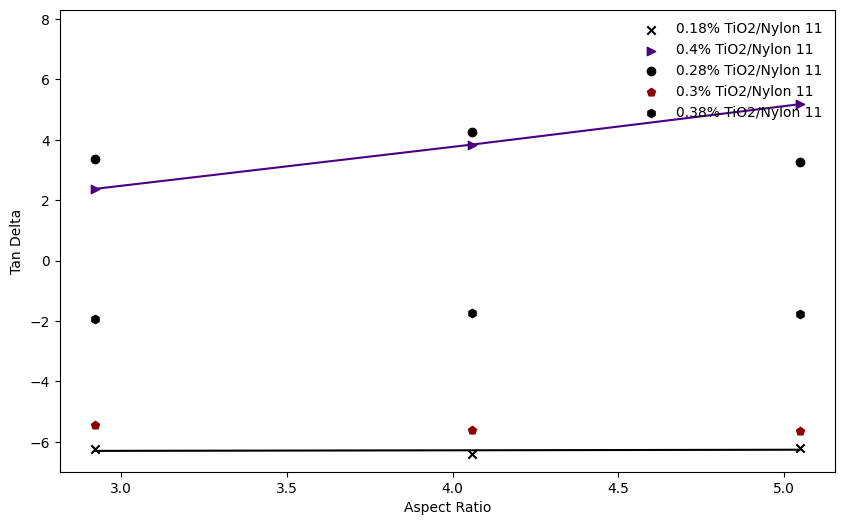 8
6
4
2
0
−2
−4
−6
Tan Delta
3.0 3.5 4.0 4.5 5.0
Aspect Ratio
0.18% TiO2/Nylon 11
0.4% TiO2/Nylon 11
0.28% TiO2/Nylon 11
0.3% TiO2/Nylon 11
0.38% TiO2/Nylon 11